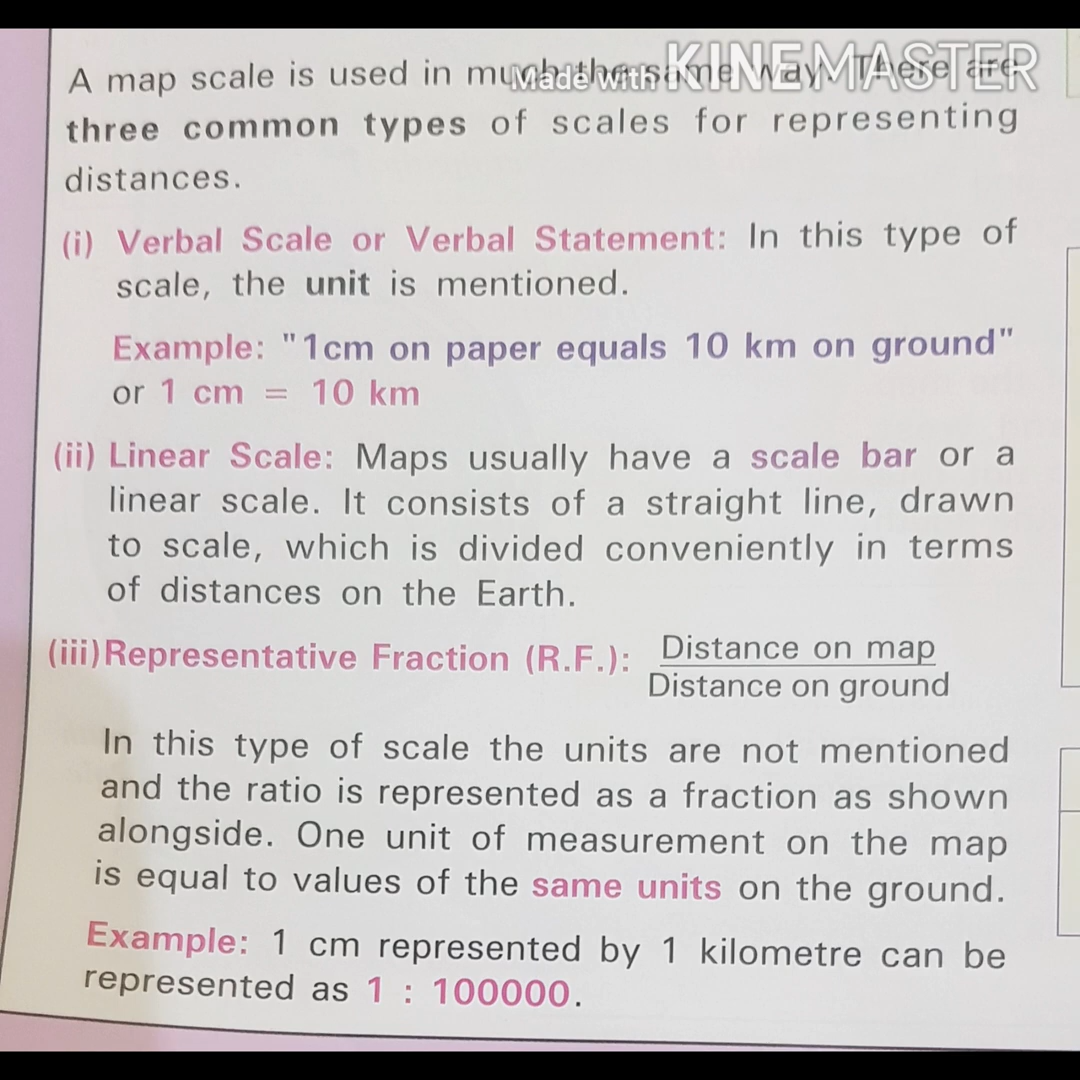 A map scale is used in much the same way. There are
Made with KINEMASTER
three common types of scales for representing
distances.
(i) Verbal Scale or Verbal Statement: In this type of
scale, the unit is mentioned.
Example: "1cm on paper equals 10 km on ground"
or 1 cm = 10 km
(ii) Linear Scale: Maps usually have a scale bar or a
linear scale. It consists of a straight line, drawn
to scale, which is divided conveniently in terms
of distances on the Earth.
(iii) Representative Fraction (R.F.): Distance on map
Distance on ground
In this type of scale the units are not mentioned
and the ratio is represented as a fraction as shown
alongside. One unit of measurement on the map
is equal to values of the same units on the ground.
Example: 1 cm represented by 1 kilometre can be
represented as 1 : 100000.